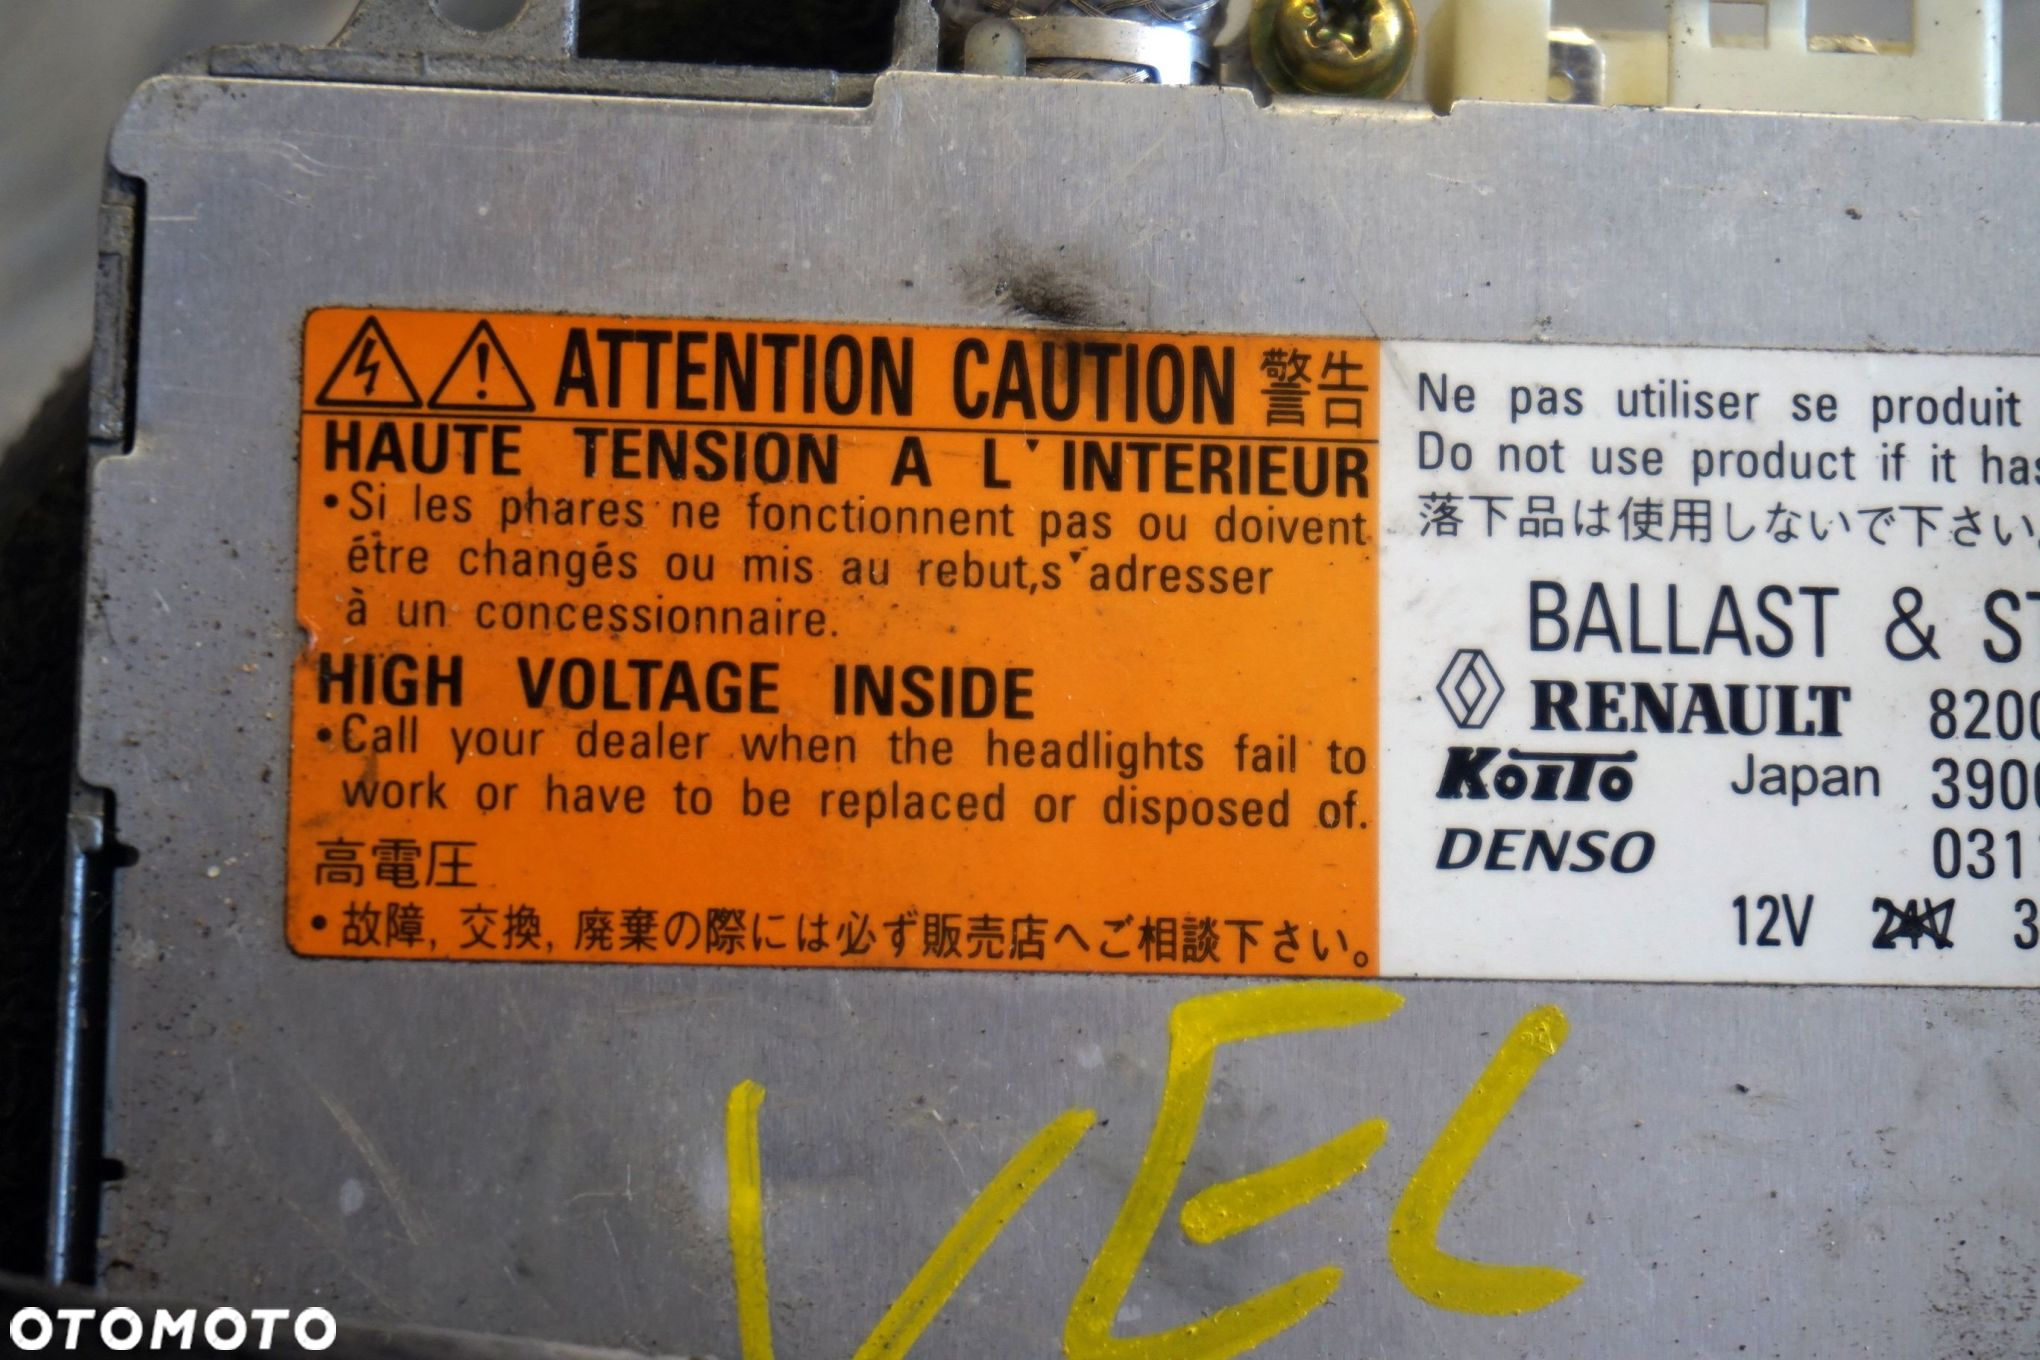 ATTENTION CAUTION 警告
HAUTE TENSION A L'INTERIEUR
•Si les phares ne fonctionnent pas ou doivent
étre changés ou mis au rebut,s'adresser
à un concessionnaire.
HIGH VOLTAGE INSIDE
•Call your dealer when the headlights fail to
work or have to be replaced or disposed of.
高電圧
•故障, 交換, 廃棄の際には必ず販売店へご相談下さい。
Ne pas utiliser se produit
Do not use product if it has
落下品は使用しないで下さい。
BALLAST & ST
RENAULT 820
KOITO Japan 390
DENSO 031
12V 24V 3
VEL
OTOMOTO